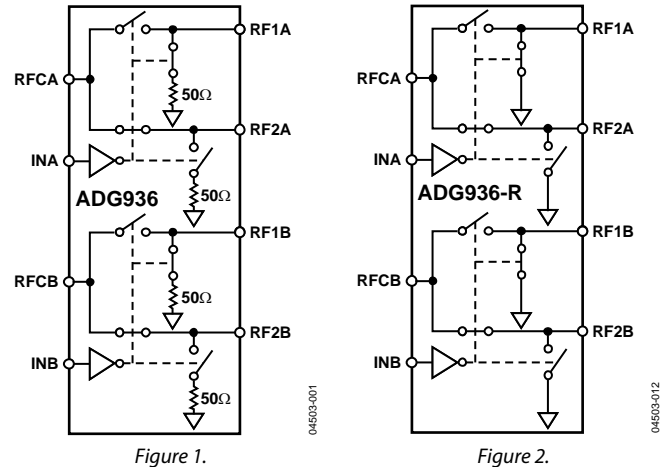 RF1A
RFCA
50Ω
RF2A
INA
50Ω
ADG936
RF1B
RFCB
50Ω
RF2B
INB
50Ω
04503-001
Figure 1.
RF1A
RFCA
RF2A
INA
ADG936-R
RF1B
RFCB
RF2B
INB
04503-012
Figure 2.